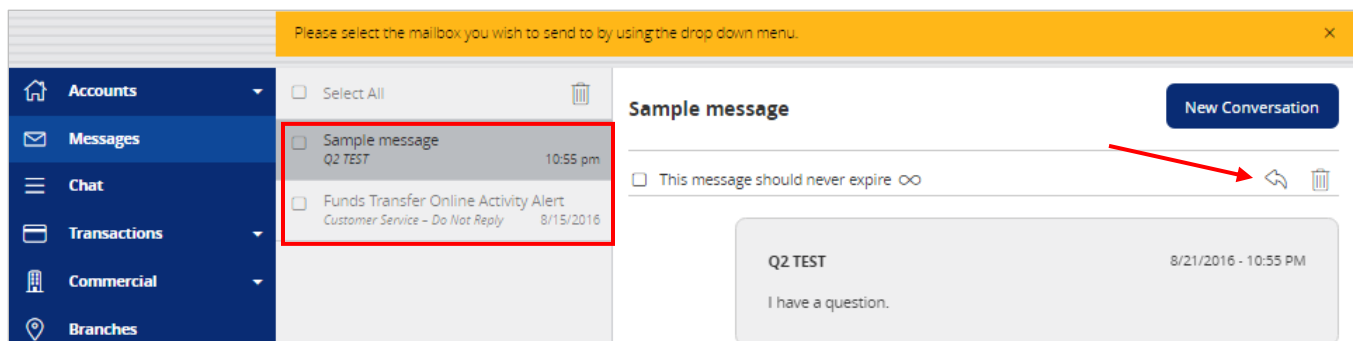 Please select the mailbox you wish to send to by using the drop down menu.
Accounts
Messages
Chat
Transactions
Commercial
Branches
Select All
Sample message
Q2 TEST 10:55 pm
Funds Transfer Online Activity Alert
Customer Service – Do Not Reply 8/15/2016
Sample message
New Conversation
This message should never expire
Q2 TEST 8/21/2016 - 10:55 PM
I have a question.